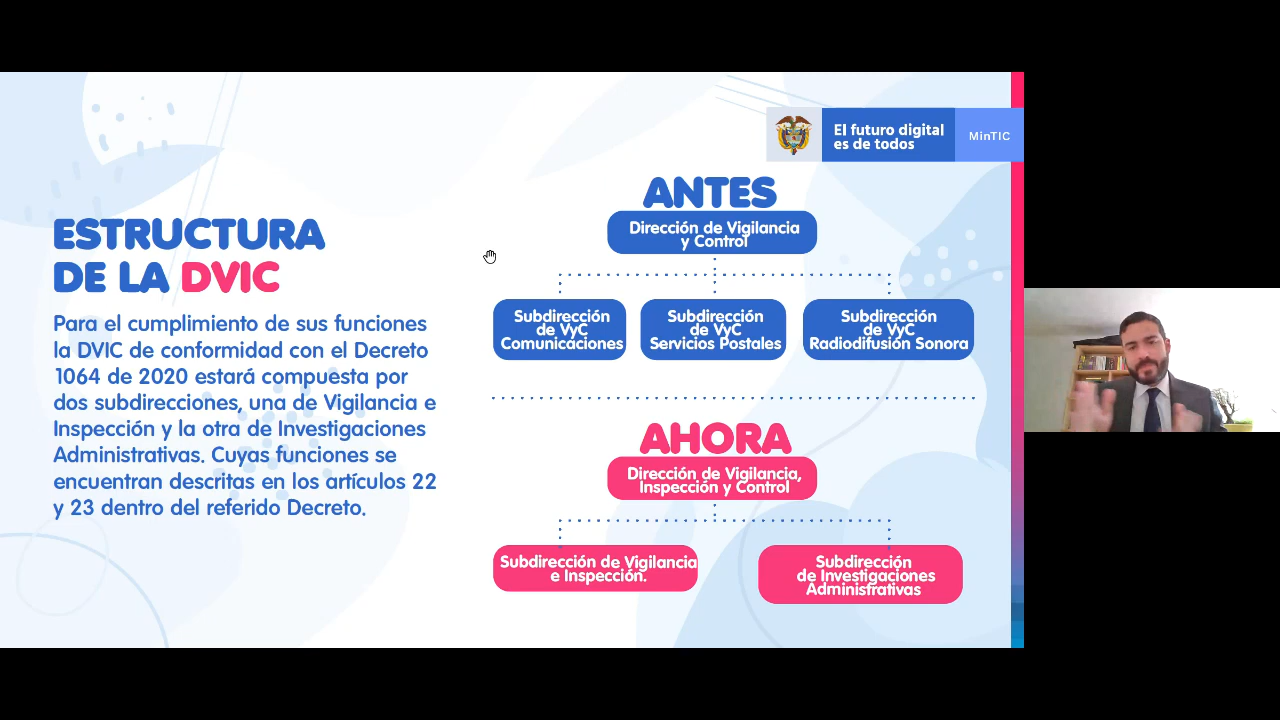 El futuro digital
es de todos
MinTIC
ESTRUCTURA
DE LA DVIC
Para el cumplimiento de sus funciones
la DVIC de conformidad con el Decreto
1064 de 2020 estará compuesta por
dos subdirecciones, una de Vigilancia e
Inspección y la otra de Investigaciones
Administrativas. Cuyas funciones se
encuentran descritas en los artículos 22
y 23 dentro del referido Decreto.
ANTES
Dirección de Vigilancia
y Control
Subdirección
de VyC
Comunicaciones
Subdirección
de VyC
Servicios Postales
Subdirección
de VyC
Radiodifusión Sonora
AHORA
Dirección de Vigilancia,
Inspección y Control
Subdirección de Vigilancia
e Inspección.
Subdirección
de Investigaciones
Administrativas